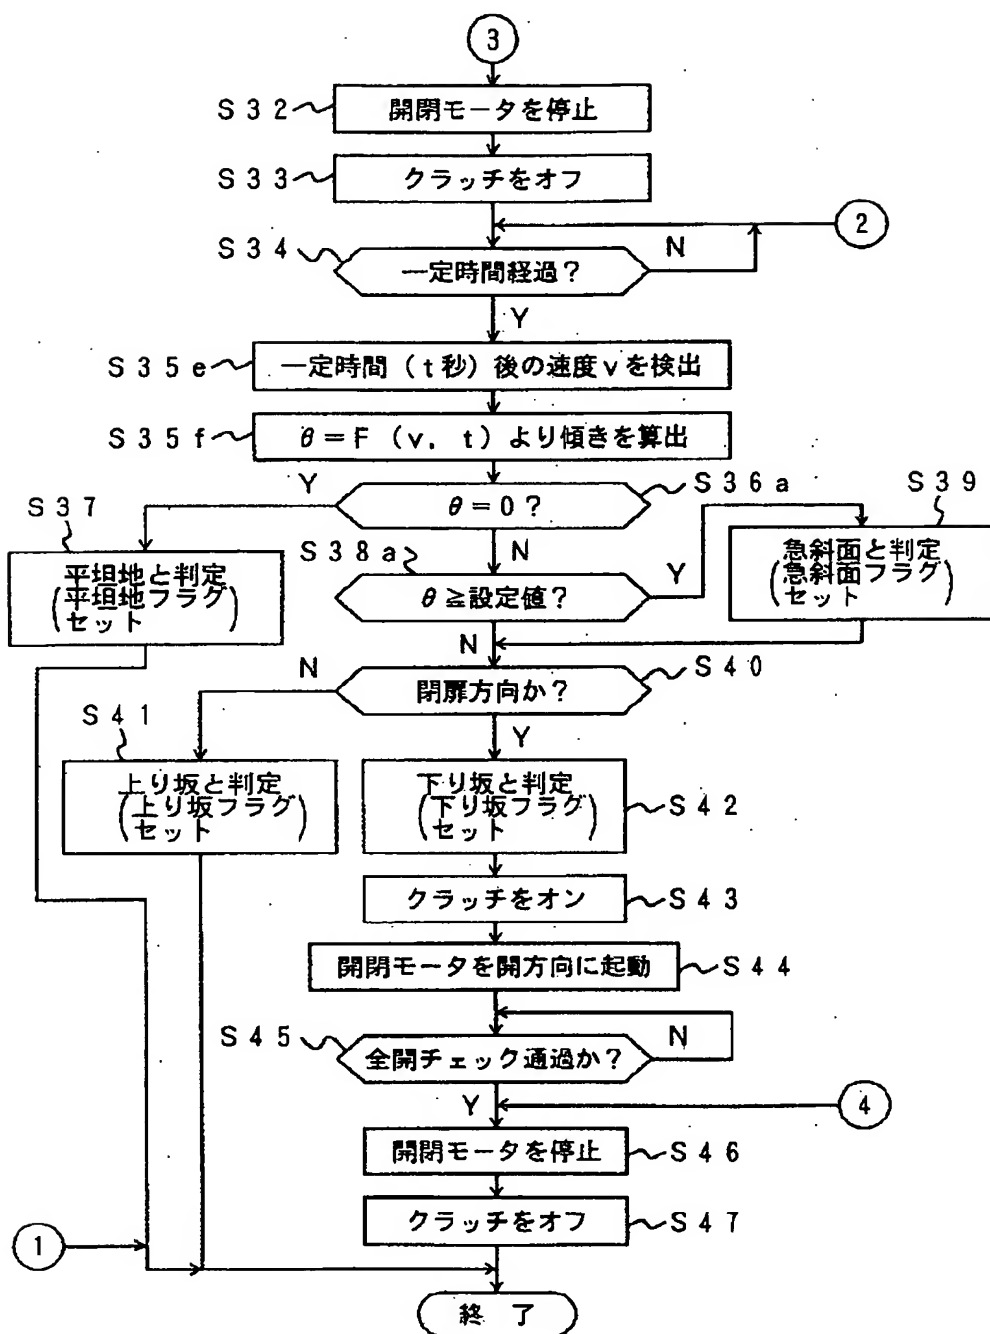 3
S32
開閉モータを停止
S33
クラッチをオフ
2
S34
一定時間経過?
N
Y
S35e
一定時間(t秒)後の速度vを検出
S35f
θ=F(v,t)より傾きを算出
S36a
θ=0?
Y
N
S37
平坦地と判定
(平坦地フラグ
セット)
S38a
θ≧設定値?
Y
N
S39
急斜面と判定
(急斜面フラグ
セット)
S40
閉扉方向か?
N
Y
S41
上り坂と判定
(上り坂フラグ
セット)
下り坂と判定
(下り坂フラグ
セット)
S42
クラッチをオン
S43
開閉モータを開方向に起動
S44
S45
全開チェック通過か?
N
Y
4
開閉モータを停止
S46
クラッチをオフ
S47
1
終了